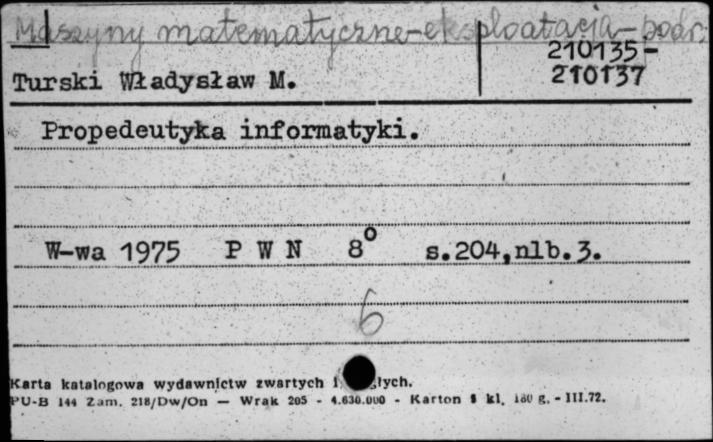 Maszyny matematyczne-eksploatacja-podr.
210135-
Turski Władysław M. 210137
Propedeutyka informatyki.
W-wa 1975 P W N 8° s.204,nlb.3.
6
Karta katalogowa wydawnictw zwartych i głych.
PU-B 144 Zam. 218/Dw/On — Wrak 205 - 4.630.000 - Karton kl. 180 g. - III.72.